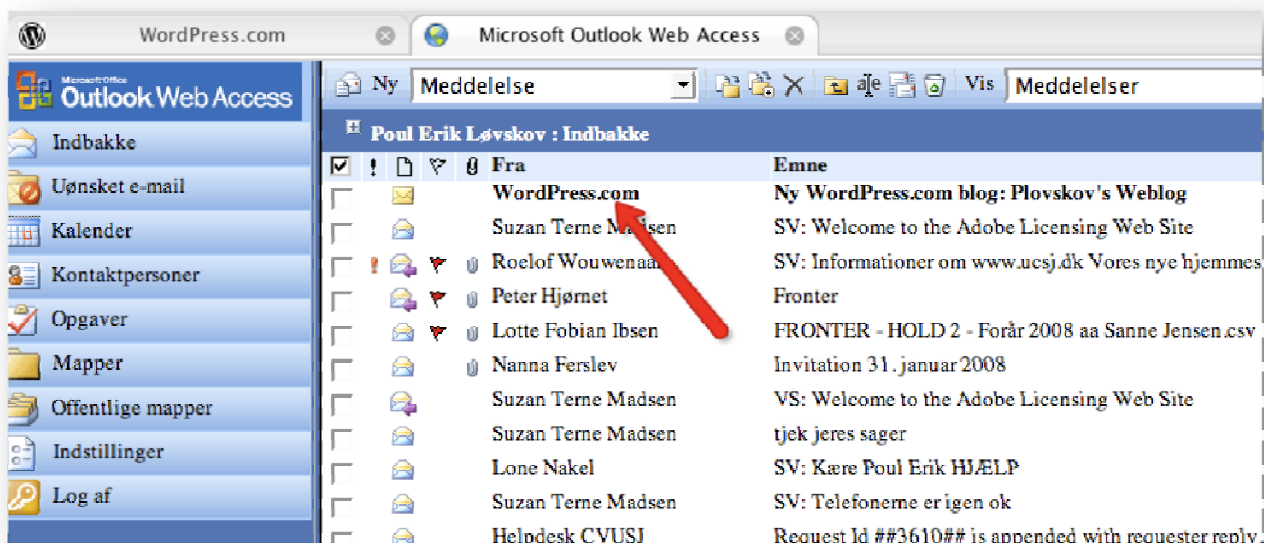 WordPress.com
Microsoft Outlook Web Access
Microsoft Office
Outlook Web Access
Ny Meddelelse Vis Meddelelser
Poul Erik Løvskov : Indbakke
Indbakke
Uønsket e-mail
Kalender
Kontaktpersoner
Opgaver
Mapper
Offentlige mapper
Indstillinger
Log af
Fra Emne
WordPress.com Ny WordPress.com blog: Plovskov's Weblog
Suzan Terne Madsen SV: Welcome to the Adobe Licensing Web Site
Roelof Wouwenaa SV: Informationer om www.ucsj.dk Vores nye hjemmes
Peter Hjørnet Fronter
Lotte Fobian Ibsen FRONTER - HOLD 2 - Forår 2008 aa Sanne Jensen.csv
Nanna Ferslev Invitation 31. januar 2008
Suzan Terne Madsen VS: Welcome to the Adobe Licensing Web Site
Suzan Terne Madsen tjek jeres sager
Lone Nakel SV: Kære Poul Erik HJÆLP
Suzan Terne Madsen SV: Telefonerne er igen ok
Helpdesk CVUSJ Request Id ##3610## is appended with requester reply.